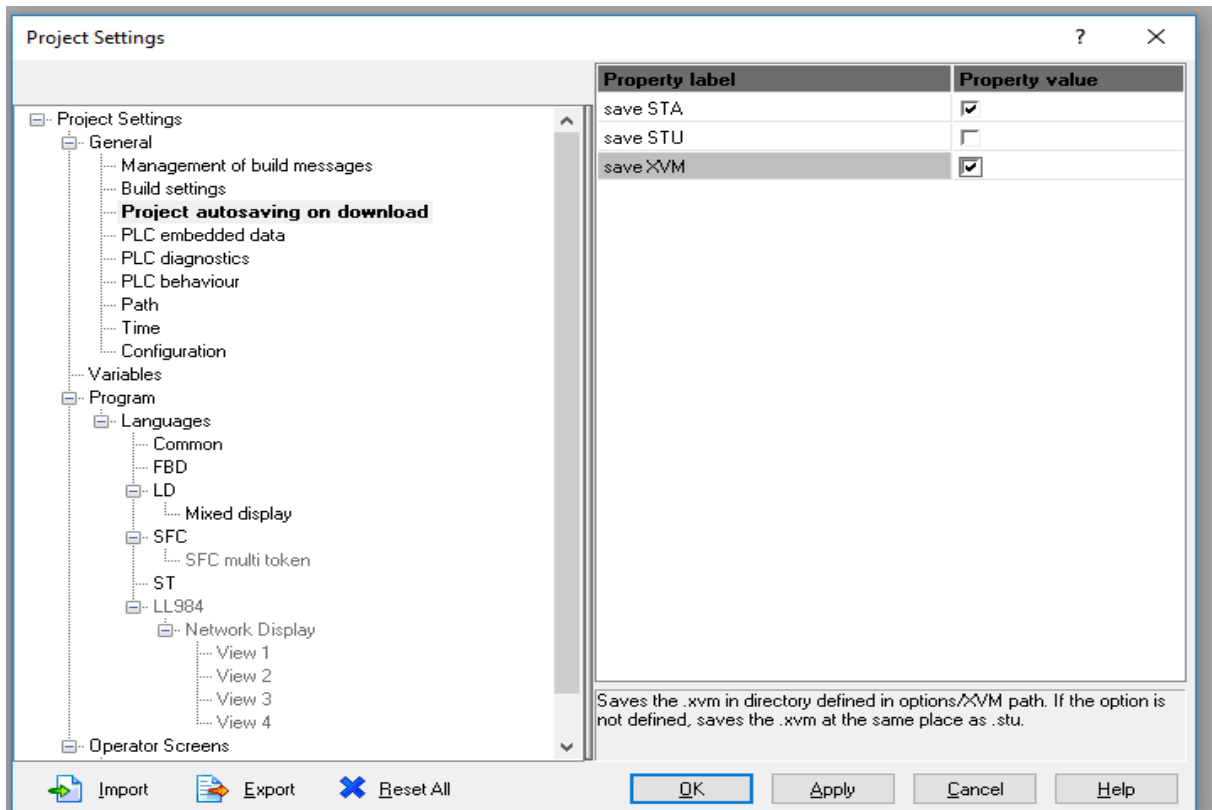 Project Settings
?
Property label Property value
save STA
save STU
save XVM
Project Settings
General
Management of build messages
Build settings
Project autosaving on download
PLC embedded data
PLC diagnostics
PLC behaviour
Path
Time
Configuration
Variables
Program
Languages
Common
FBD
LD
Mixed display
SFC
SFC multi token
ST
LL984
Network Display
View 1
View 2
View 3
View 4
Operator Screens
Saves the .xvm in directory defined in options/XVM path. If the option is
not defined, saves the .xvm at the same place as .stu.
Import Export Reset All OK Apply Cancel Help